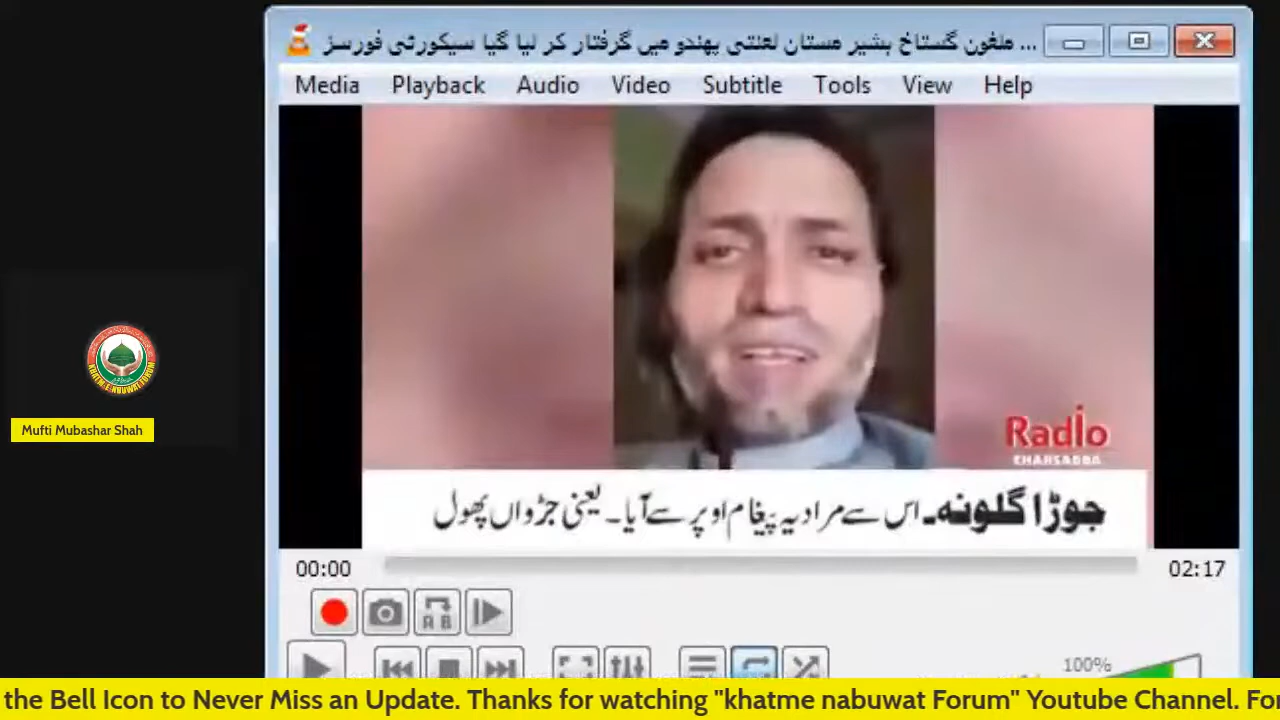 ملعون گستاخ بشیر مستان لعنتی پھندو میں گرفتار کر لیا گیا سیکورٹی فورسز ...
Media Playback Audio Video Subtitle Tools View Help
Radio
CHARSADDA
جوڑا گلونہ۔ اس سے مراد یہ پیغام اوپر سے آیا۔ یعنی جڑواں پھول
00:00 02:17
A B
100%
KHATM-E-NUBUWAT FORUM
Mufti Mubashar Shah
the Bell Icon to Never Miss an Update. Thanks for watching "khatme nabuwat Forum" Youtube Channel. For